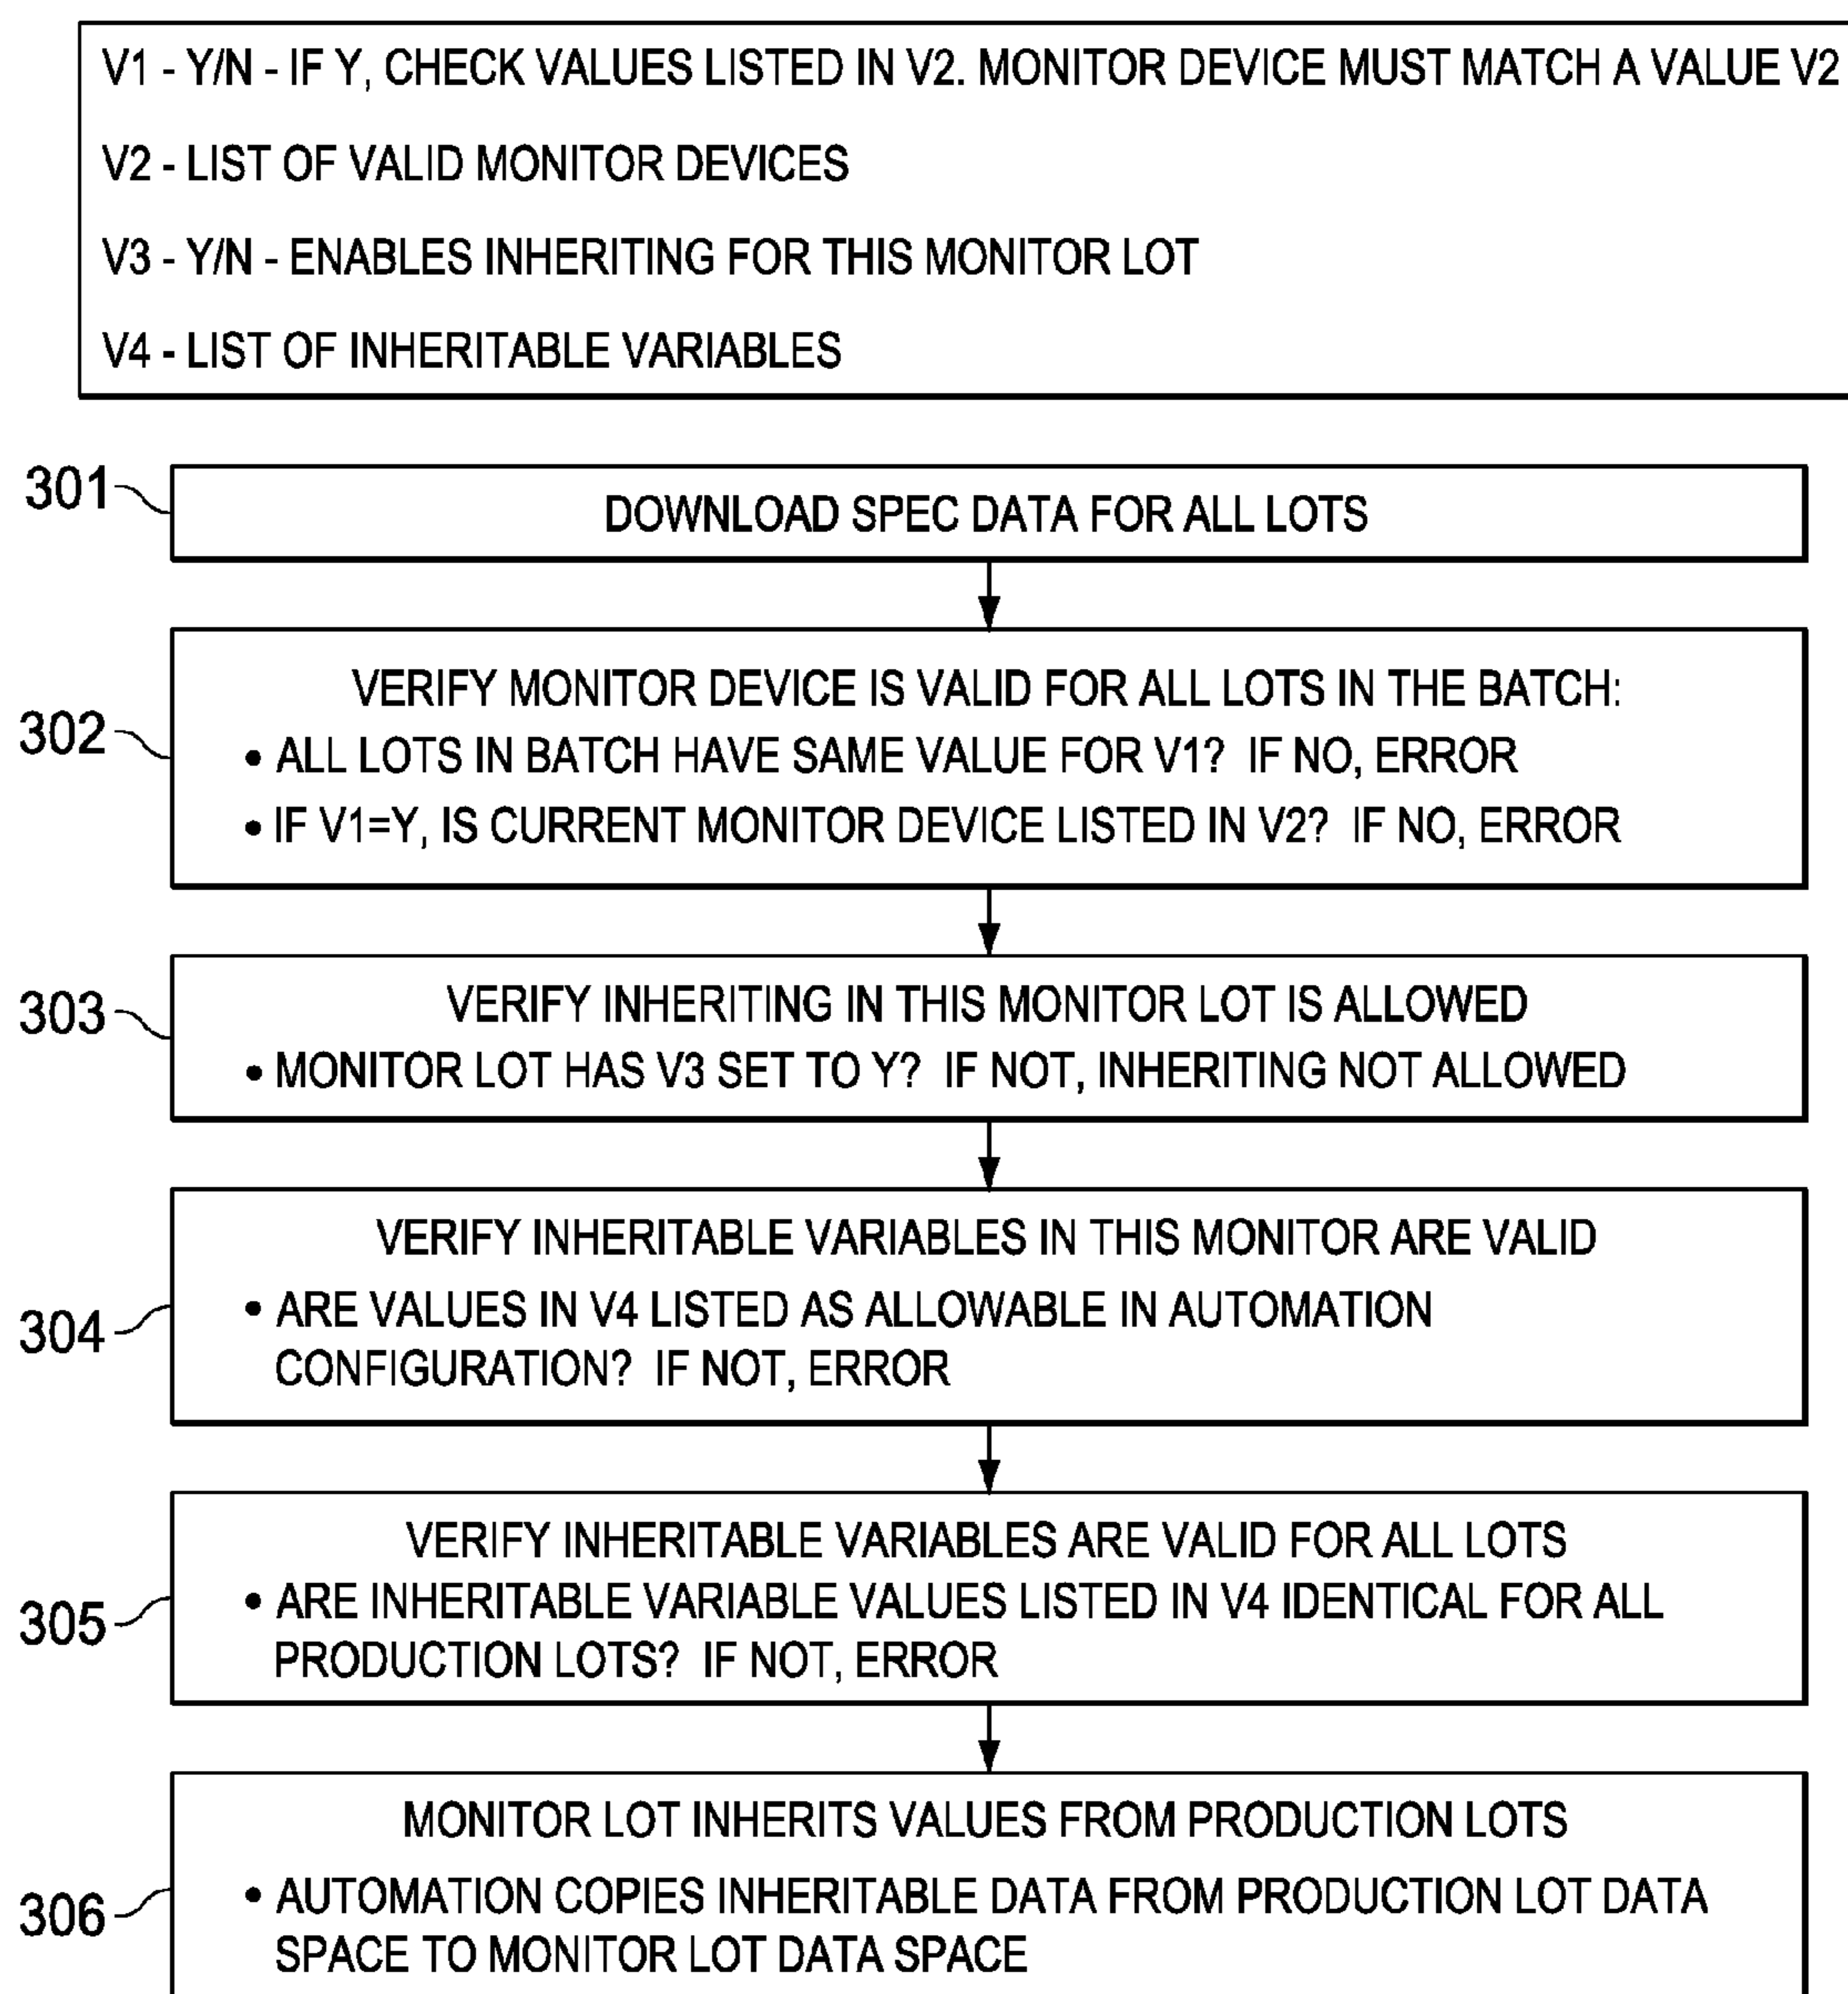 V1 - Y/N - IF Y, CHECK VALUES LISTED IN V2. MONITOR DEVICE MUST MATCH A VALUE V2
V2 - LIST OF VALID MONITOR DEVICES
V3 - Y/N - ENABLES INHERITING FOR THIS MONITOR LOT
V4 - LIST OF INHERITABLE VARIABLES
301
DOWNLOAD SPEC DATA FOR ALL LOTS
302
VERIFY MONITOR DEVICE IS VALID FOR ALL LOTS IN THE BATCH:
• ALL LOTS IN BATCH HAVE SAME VALUE FOR V1? IF NO, ERROR
• IF V1=Y, IS CURRENT MONITOR DEVICE LISTED IN V2? IF NO, ERROR
303
VERIFY INHERITING IN THIS MONITOR LOT IS ALLOWED
• MONITOR LOT HAS V3 SET TO Y? IF NOT, INHERITING NOT ALLOWED
304
VERIFY INHERITABLE VARIABLES IN THIS MONITOR ARE VALID
• ARE VALUES IN V4 LISTED AS ALLOWABLE IN AUTOMATION
CONFIGURATION? IF NOT, ERROR
305
VERIFY INHERITABLE VARIABLES ARE VALID FOR ALL LOTS
• ARE INHERITABLE VARIABLE VALUES LISTED IN V4 IDENTICAL FOR ALL
PRODUCTION LOTS? IF NOT, ERROR
306
MONITOR LOT INHERITS VALUES FROM PRODUCTION LOTS
• AUTOMATION COPIES INHERITABLE DATA FROM PRODUCTION LOT DATA
SPACE TO MONITOR LOT DATA SPACE